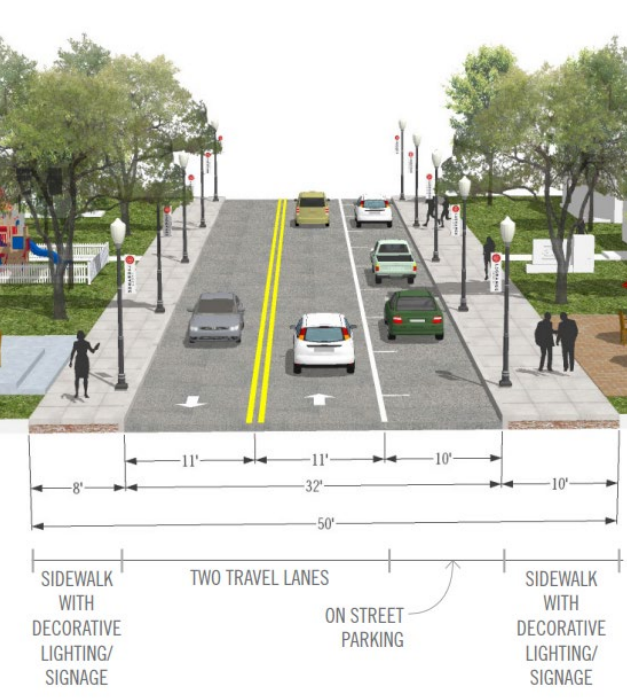 11'
11'
10'
8'
32'
10'
50'
SIDEWALK
WITH
DECORATIVE
LIGHTING/
SIGNAGE
TWO TRAVEL LANES
ON STREET
PARKING
SIDEWALK
WITH
DECORATIVE
LIGHTING/
SIGNAGE